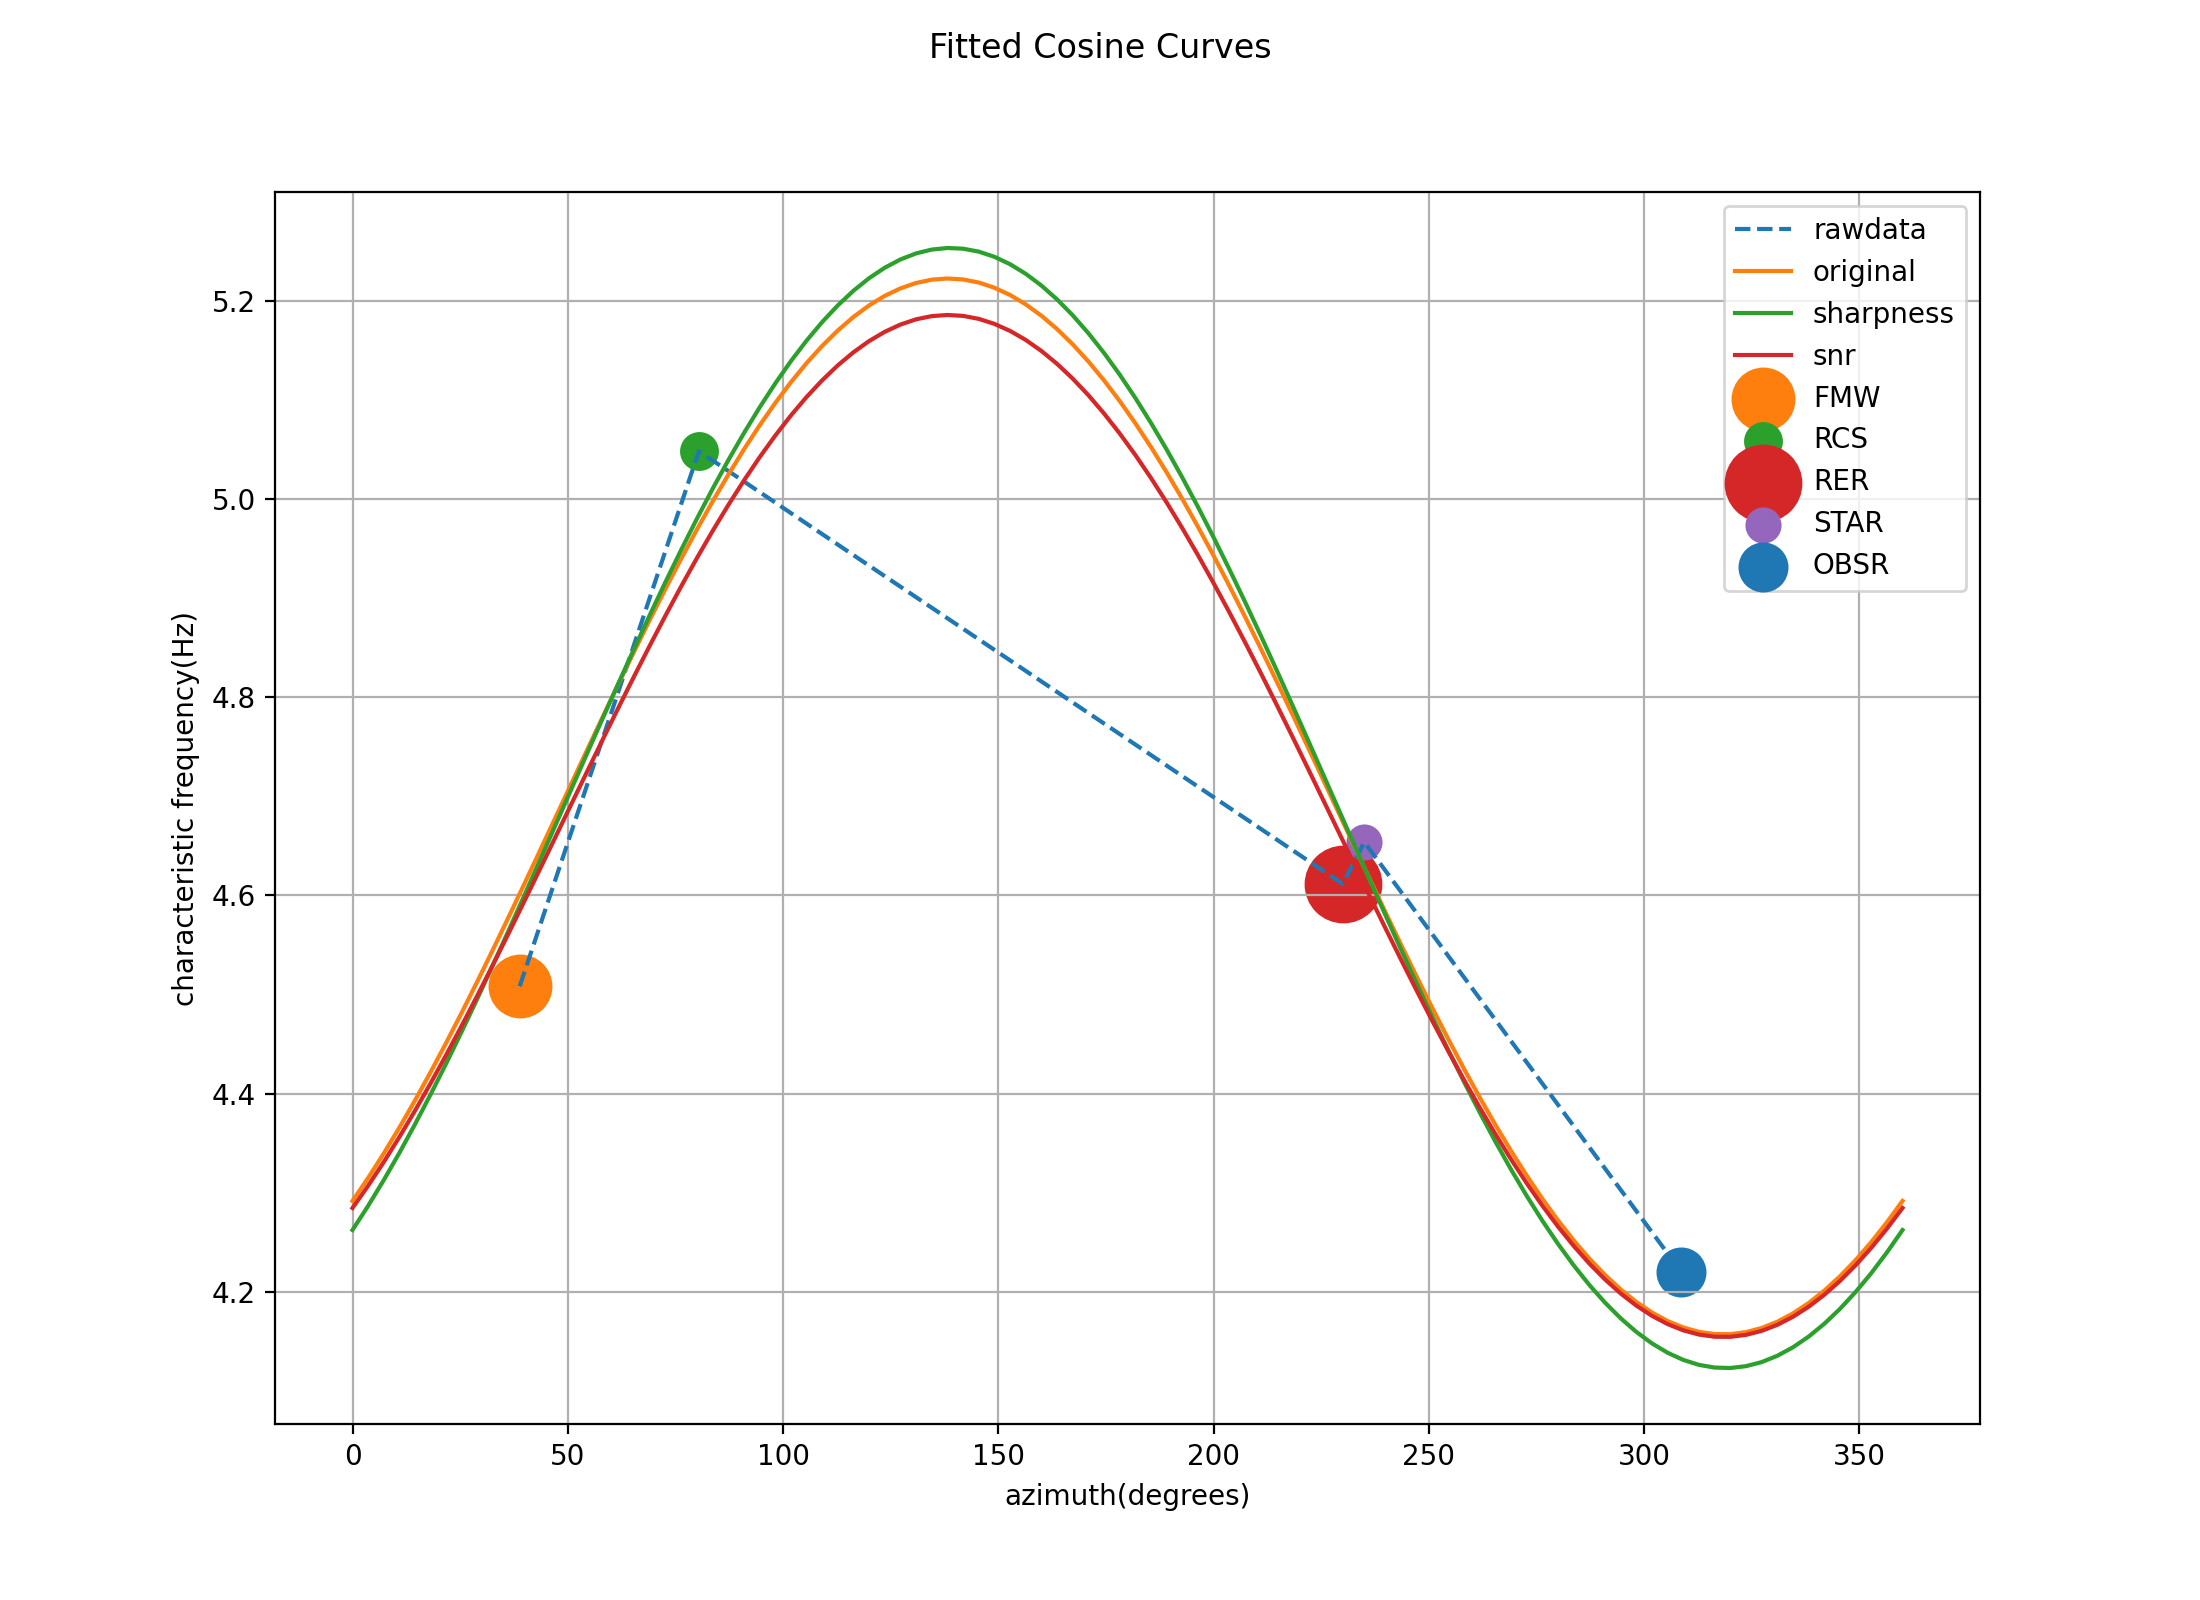 Fitted Cosine Curves
rawdata
original
sharpness
snr
FMW
RCS
RER
STAR
OBSR
characteristic frequency(Hz)
5.2
5.0
4.8
4.6
4.4
4.2
0 50 100 150 200 250 300 350
azimuth(degrees)